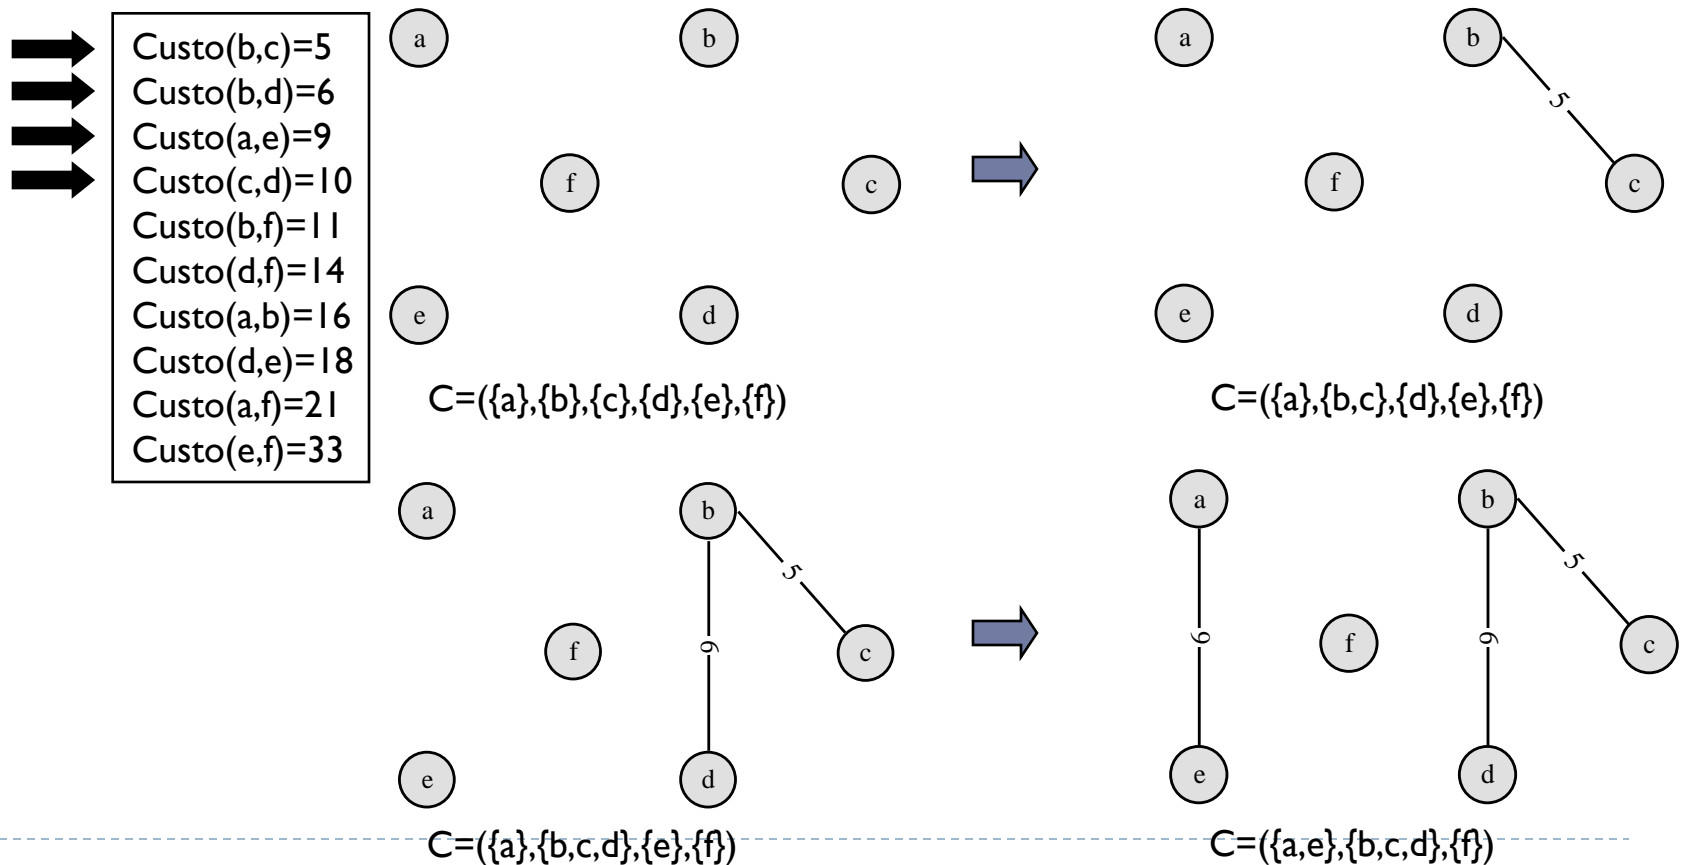 Custo(b,c)=5
Custo(b,d)=6
Custo(a,e)=9
Custo(c,d)=10
Custo(b,f)=11
Custo(d,f)=14
Custo(a,b)=16
Custo(d,e)=18
Custo(a,f)=21
Custo(e,f)=33
a
b
f
c
e
d
C=({a},{b},{c},{d},{e},{f})
a
b
5
f
c
e
d
C=({a},{b,c},{d},{e},{f})
a
b
5
f
6
c
e
d
C=({a},{b,c,d},{e},{f})
a
b
5
9
f
6
c
e
d
C=({a,e},{b,c,d},{f})